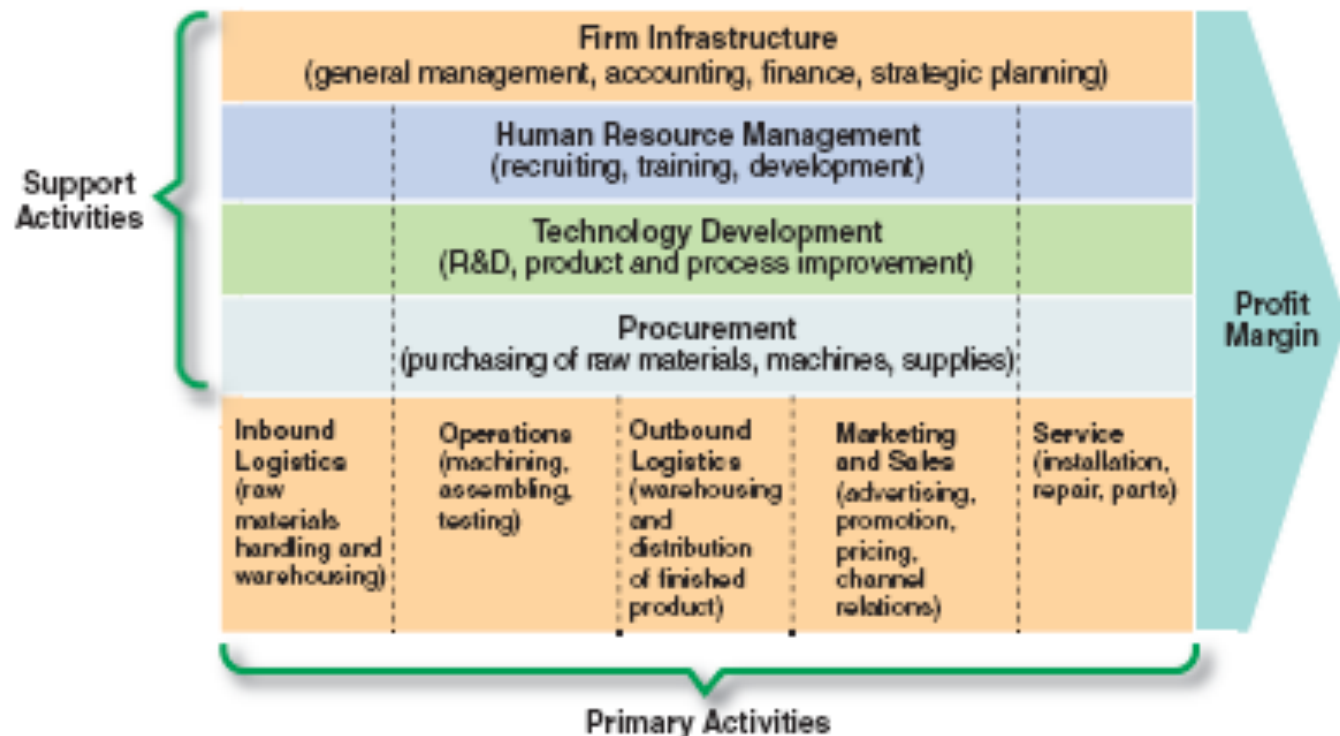 Firm Infrastructure
(general management, accounting, finance, strategic planning)
Human Resource Management
(recruiting, training, development)
Support
Activities
Technology Development
(R&D, product and process improvement)
Procurement
(purchasing of raw materials, machines, supplies)
Profit
Margin
Inbound
Logistics
(raw
materials
handling and
warehousing)
Operations
(machining,
assembling,
testing)
Outbound
Logistics
(warehousing
and
distribution
of finished
product)
Marketing
and Sales
(advertising,
promotion,
pricing,
channel
relations)
Service
(installation,
repair, parts)
Primary Activities